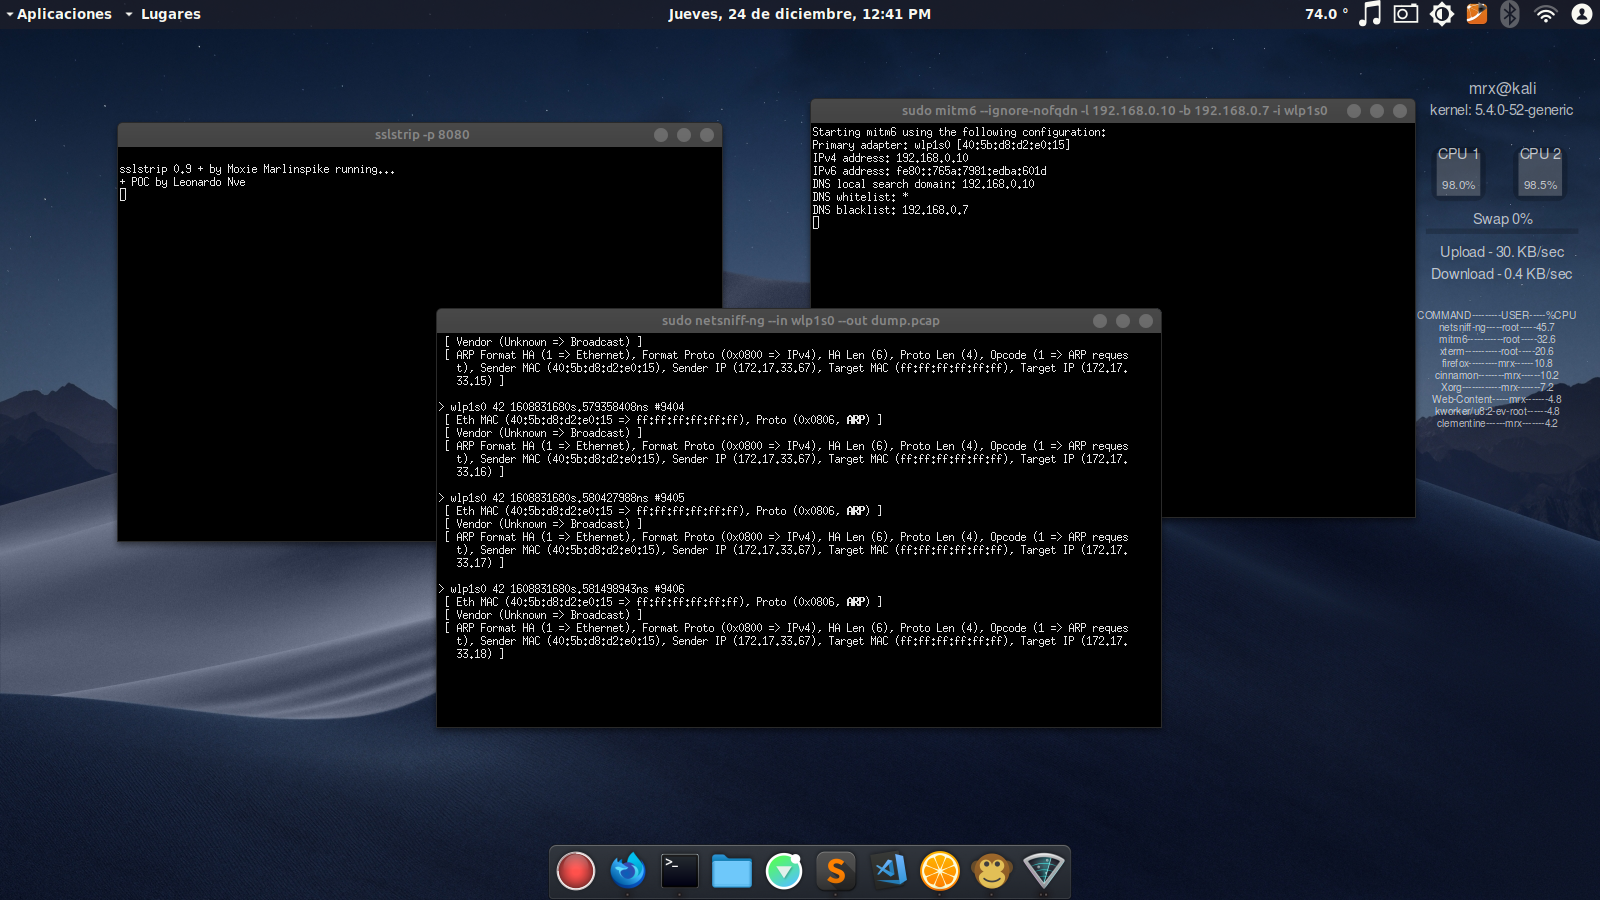 Aplicaciones Lugares
Jueves, 24 de diciembre, 12:41 PM
74.0 °
sslstrip -p 8080
sslstrip 0.9 + by Moxie Marlinspike running...
+ POC by Leonardo Nve
sudo mitm6 --ignore-nofqdn -l 192.168.0.10 -b 192.168.0.7 -i wlp1s0
Starting mitm6 using the following configuration:
Primary adapter: wlp1s0 [40:5b:d8:d2:e0:15]
IPv4 address: 192.168.0.10
IPv6 address: fe80::765a:7981:edba:601d
DNS local search domain: 192.168.0.10
DNS whitelist: *
DNS blacklist: 192.168.0.7
sudo netsniff-ng --in wlp1s0 --out dump.pcap
[ Vendor (Unknown => Broadcast) ]
[ ARP Format HA (1 => Ethernet), Format Proto (0x0800 => IPv4), HA Len (6), Proto Len (4), Opcode (1 => ARP reques
t), Sender MAC (40:5b:d8:d2:e0:15), Sender IP (172.17.33.67), Target MAC (ff:ff:ff:ff:ff:ff), Target IP (172.17.
33.15) ]
> wlp1s0 42 1608831680s.579358408ns #9404
[ Eth MAC (40:5b:d8:d2:e0:15 => ff:ff:ff:ff:ff:ff), Proto (0x0806, ARP) ]
[ Vendor (Unknown => Broadcast) ]
[ ARP Format HA (1 => Ethernet), Format Proto (0x0800 => IPv4), HA Len (6), Proto Len (4), Opcode (1 => ARP reques
t), Sender MAC (40:5b:d8:d2:e0:15), Sender IP (172.17.33.67), Target MAC (ff:ff:ff:ff:ff:ff), Target IP (172.17.
33.16) ]
> wlp1s0 42 1608831680s.580427988ns #9405
[ Eth MAC (40:5b:d8:d2:e0:15 => ff:ff:ff:ff:ff:ff), Proto (0x0806, ARP) ]
[ Vendor (Unknown => Broadcast) ]
[ ARP Format HA (1 => Ethernet), Format Proto (0x0800 => IPv4), HA Len (6), Proto Len (4), Opcode (1 => ARP reques
t), Sender MAC (40:5b:d8:d2:e0:15), Sender IP (172.17.33.67), Target MAC (ff:ff:ff:ff:ff:ff), Target IP (172.17.
33.17) ]
> wlp1s0 42 1608831680s.581498943ns #9406
[ Eth MAC (40:5b:d8:d2:e0:15 => ff:ff:ff:ff:ff:ff), Proto (0x0806, ARP) ]
[ Vendor (Unknown => Broadcast) ]
[ ARP Format HA (1 => Ethernet), Format Proto (0x0800 => IPv4), HA Len (6), Proto Len (4), Opcode (1 => ARP reques
t), Sender MAC (40:5b:d8:d2:e0:15), Sender IP (172.17.33.67), Target MAC (ff:ff:ff:ff:ff:ff), Target IP (172.17.
33.18) ]
mrx@kali
kernel: 5.4.0-52-generic
CPU 1 CPU 2
98.0% 98.5%
Swap 0%
Upload - 30. KB/sec
Download - 0.4 KB/sec
COMMAND---------USER-----%CPU
netsniff-ng-----root-----45.7
mitm6-----------root-----32.6
xterm-----------root-----20.6
firefox---------mrx------10.8
cinnamon--------mrx------10.2
Xorg------------mrx------7.2
Web-Content-----mrx------4.8
kworker/u8:2-ev-root------4.8
clementine------mrx-------4.2